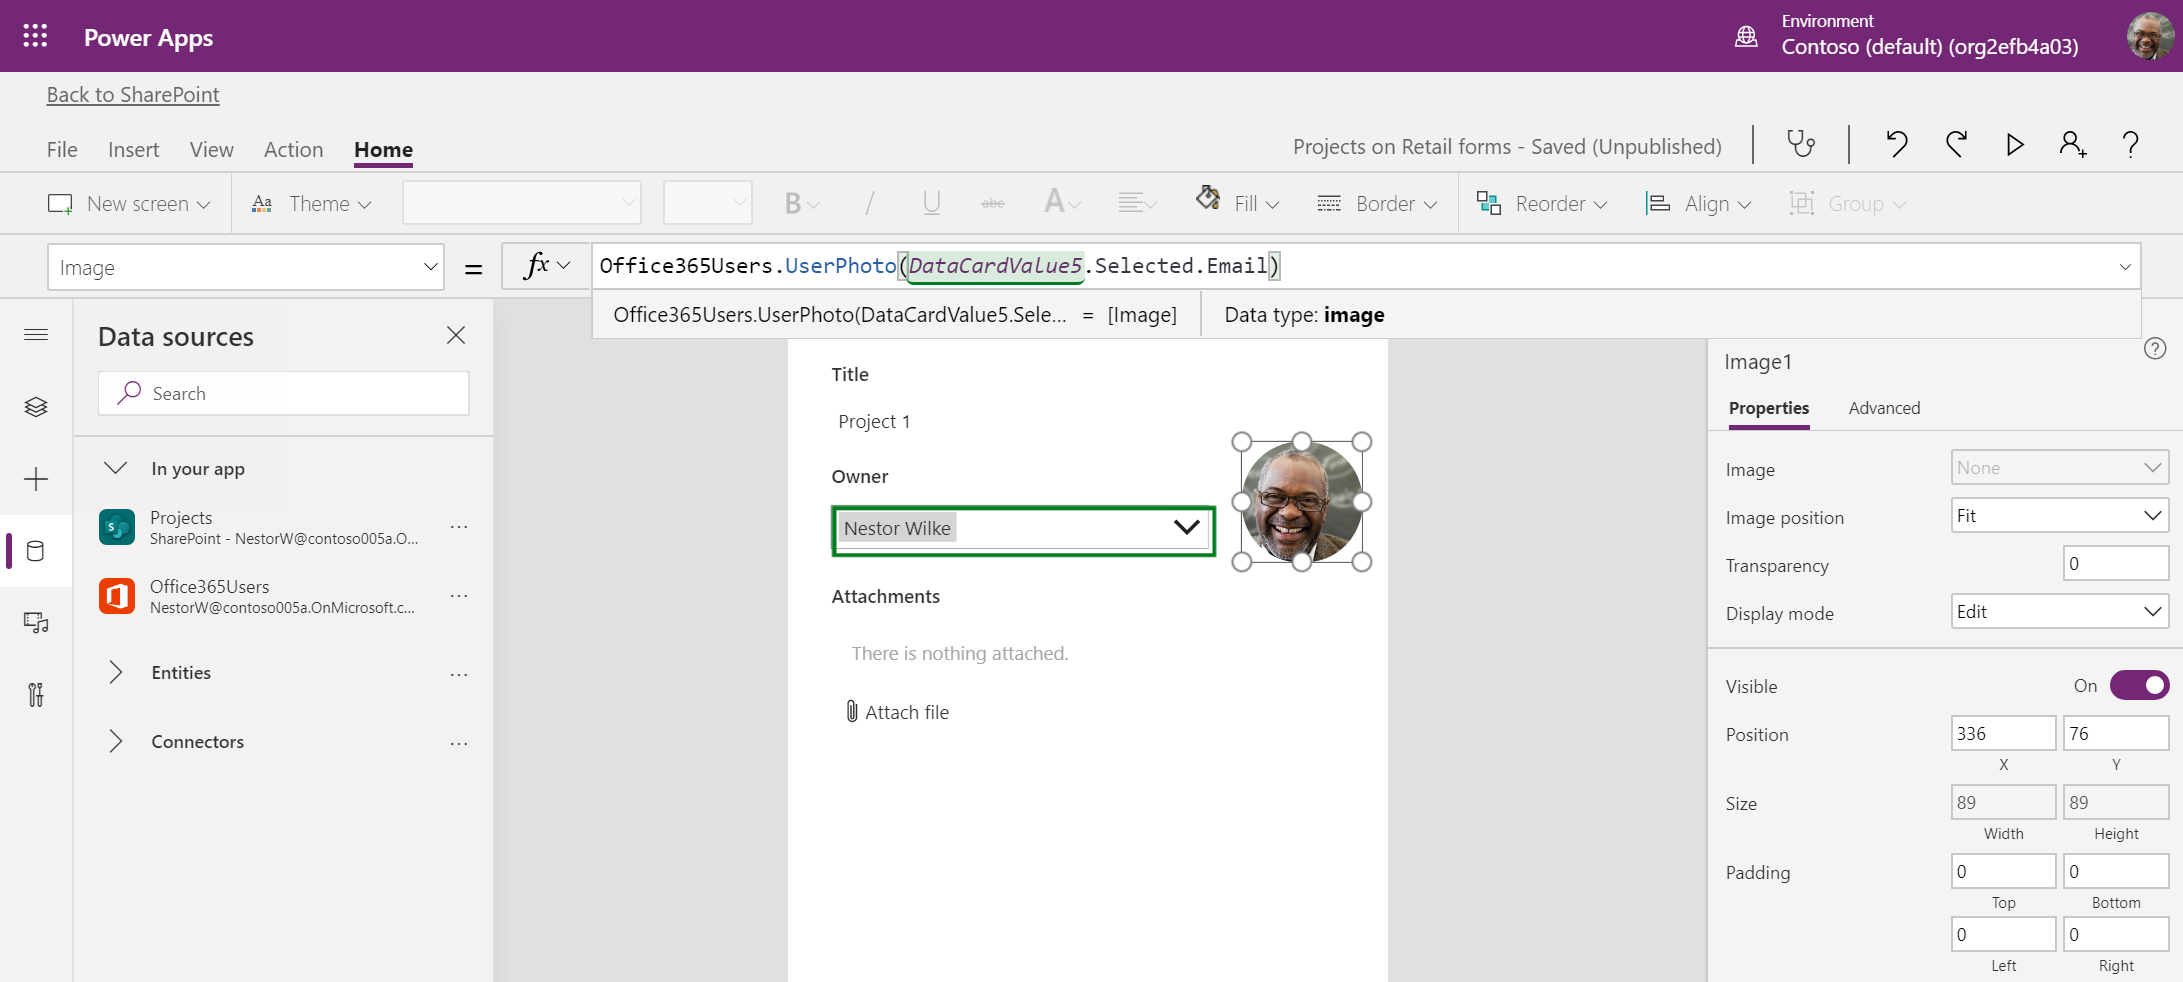 Power Apps
Environment
Contoso (default) (org2efb4a03)
Back to SharePoint
File Insert View Action Home
Projects on Retail forms - Saved (Unpublished)
New screen Aa Theme B / U abc A Fill Border Reorder Align Group
Image = fx Office365Users.UserPhoto(DataCardValue5.Selected.Email)
Office365Users.UserPhoto(DataCardValue5.Sele... = [Image] Data type: image
Data sources
Search
In your app
Projects
SharePoint - NestorW@contoso005a.O...
Office365Users
NestorW@contoso005a.OnMicrosoft.c...
Entities
Connectors
Title
Project 1
Owner
Nestor Wilke
Attachments
There is nothing attached.
Attach file
Image1
Properties Advanced
Image None
Image position Fit
Transparency 0
Display mode Edit
Visible On
Position 336 76
X Y
Size 89 89
Width Height
Padding 0 0
Top Bottom
0 0
Left Right